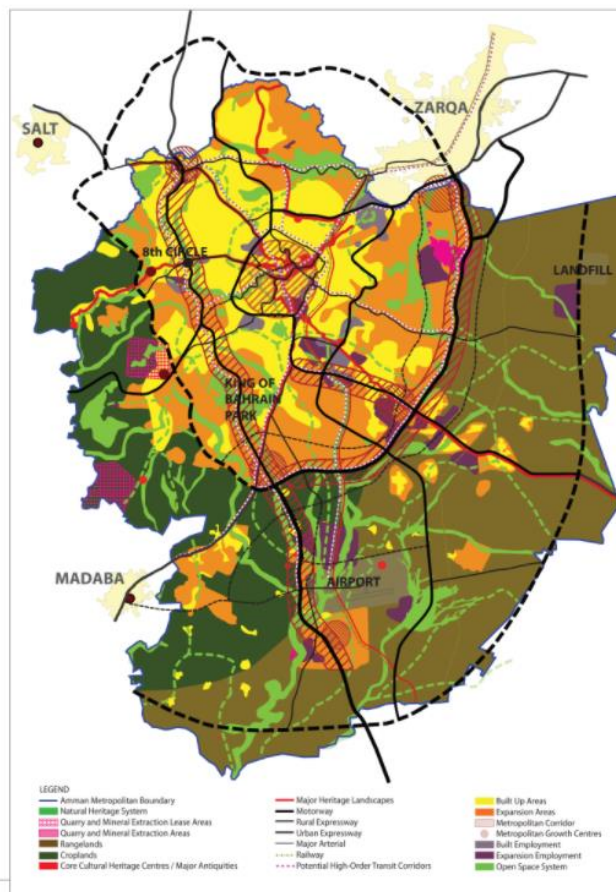 ZARQA
SALT
8th CIRCLE
LANDFILL
KING OF
BAHRAIN
PARK
AIRPORT
MADABA
LEGEND
Amman Metropolitan Boundary
Natural Heritage System
Quarry and Mineral Extraction Lease Areas
Quarry and Mineral Extraction Areas
Rangelands
Croplands
Core Cultural Heritage Centres / Major Antiquities
Major Heritage Landscapes
Motorway
Rural Expressway
Urban Expressway
Major Arterial
Railway
Potential High-Order Transit Corridors
Built Up Areas
Expansion Areas
Metropolitan Corridor
Metropolitan Growth Centres
Built Employment
Expansion Employment
Open Space System